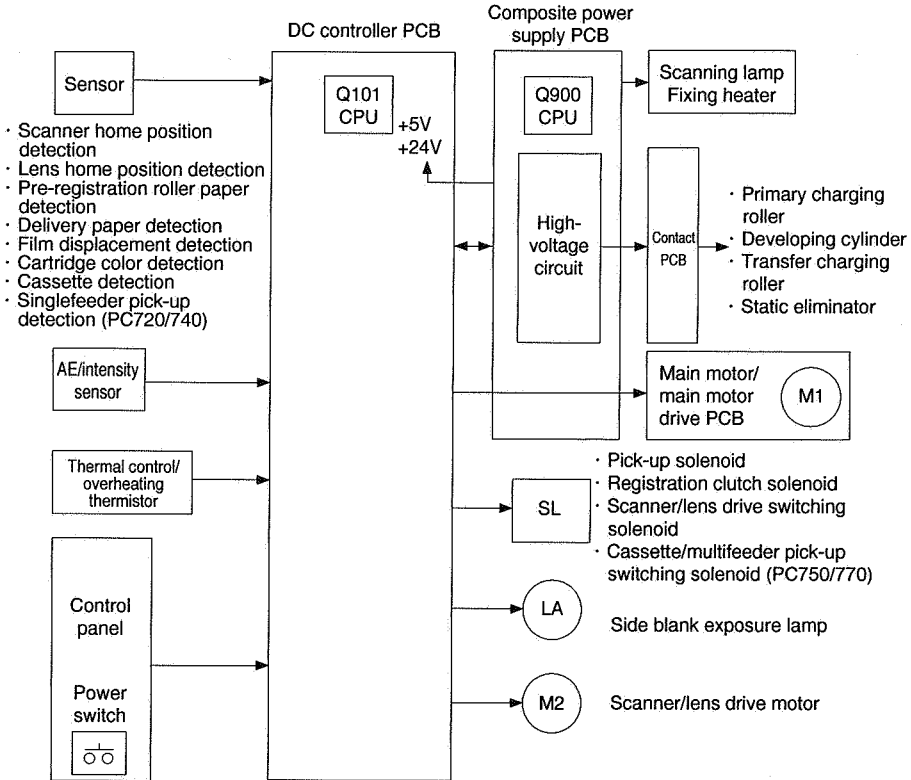 DC controller PCB
Composite power
supply PCB
Sensor
· Scanner home position
detection
· Lens home position detection
· Pre-registration roller paper
detection
· Delivery paper detection
· Film displacement detection
· Cartridge color detection
· Cassette detection
· Singlefeeder pick-up
detection (PC720/740)
AE/intensity
sensor
Thermal control/
overheating
thermistor
Control
panel
Power
switch
Q101
CPU
+5V
+24V
Q900
CPU
High-
voltage
circuit
Scanning lamp
Fixing heater
Contact
PCB
· Primary charging
roller
· Developing cylinder
· Transfer charging
roller
· Static eliminator
Main motor/
main motor
drive PCB
M1
SL
· Pick-up solenoid
· Registration clutch solenoid
· Scanner/lens drive switching
solenoid
· Cassette/multifeeder pick-up
switching solenoid (PC750/770)
LA
Side blank exposure lamp
M2
Scanner/lens drive motor